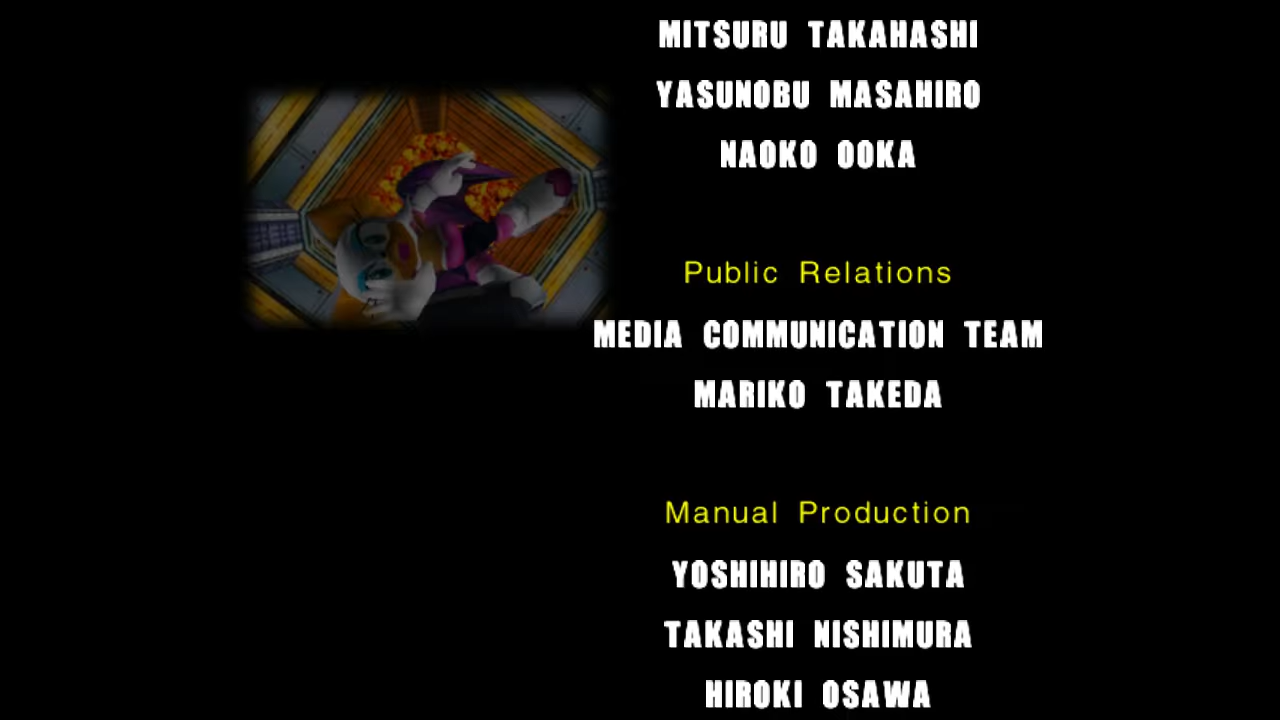 MITSURU TAKAHASHI
YASUNOBU MASAHIRO
NAOKO OOKA
Public Relations
MEDIA COMMUNICATION TEAM
MARIKO TAKEDA
Manual Production
YOSHIHIRO SAKUTA
TAKASHI NISHIMURA
HIROKI OSAWA